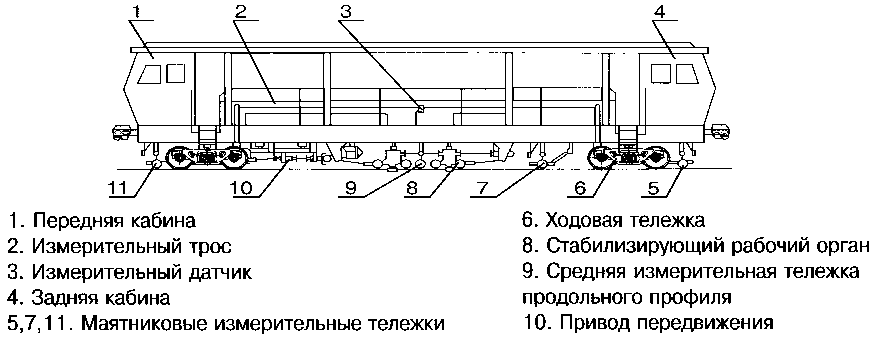 1 2 3 4
11 10 9 8 7 6 5
1. Передняя кабина
2. Измерительный трос
3. Измерительный датчик
4. Задняя кабина
5,7,11. Маятниковые измерительные тележки
6. Ходовая тележка
8. Стабилизирующий рабочий орган
9. Средняя измерительная тележка
продольного профиля
10. Привод передвижения